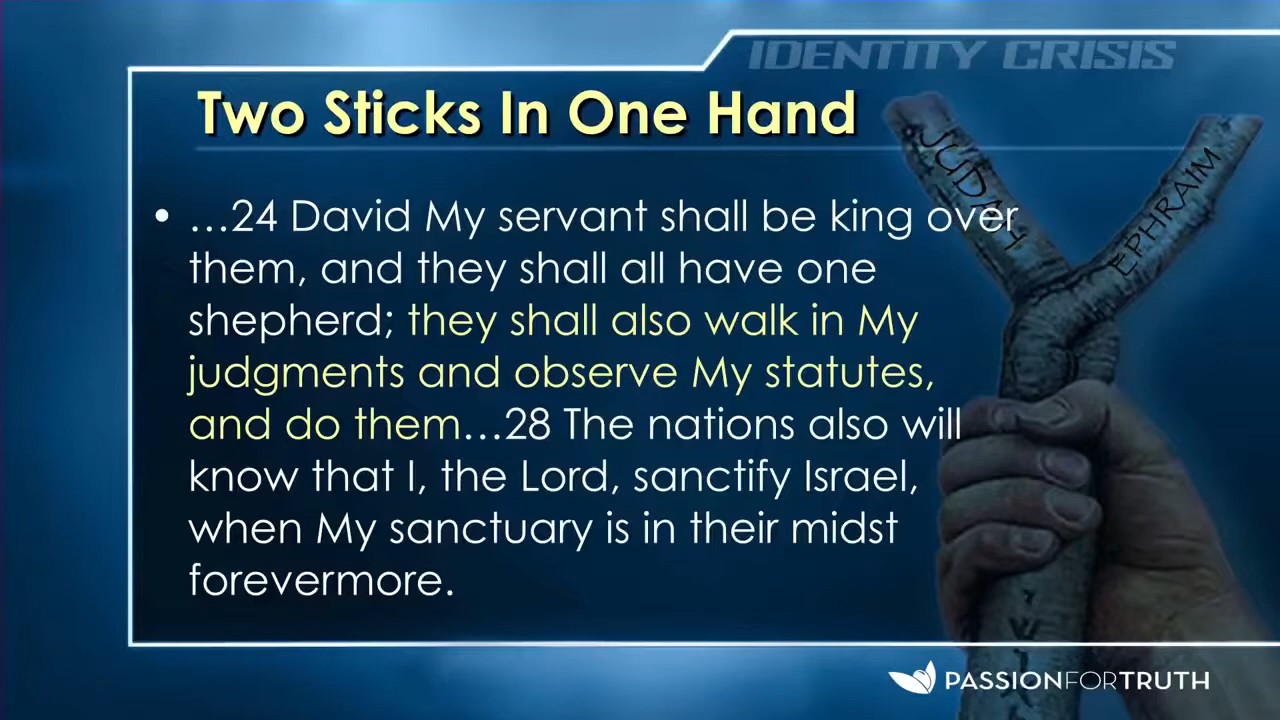 IDENTITY CRISIS
Two Sticks In One Hand
JUDAH
EPHRAIM
• …24 David My servant shall be king over
them, and they shall all have one
shepherd; they shall also walk in My
judgments and observe My statutes,
and do them…28 The nations also will
know that I, the Lord, sanctify Israel,
when My sanctuary is in their midst
forevermore.
PASSIONFORTRUTH